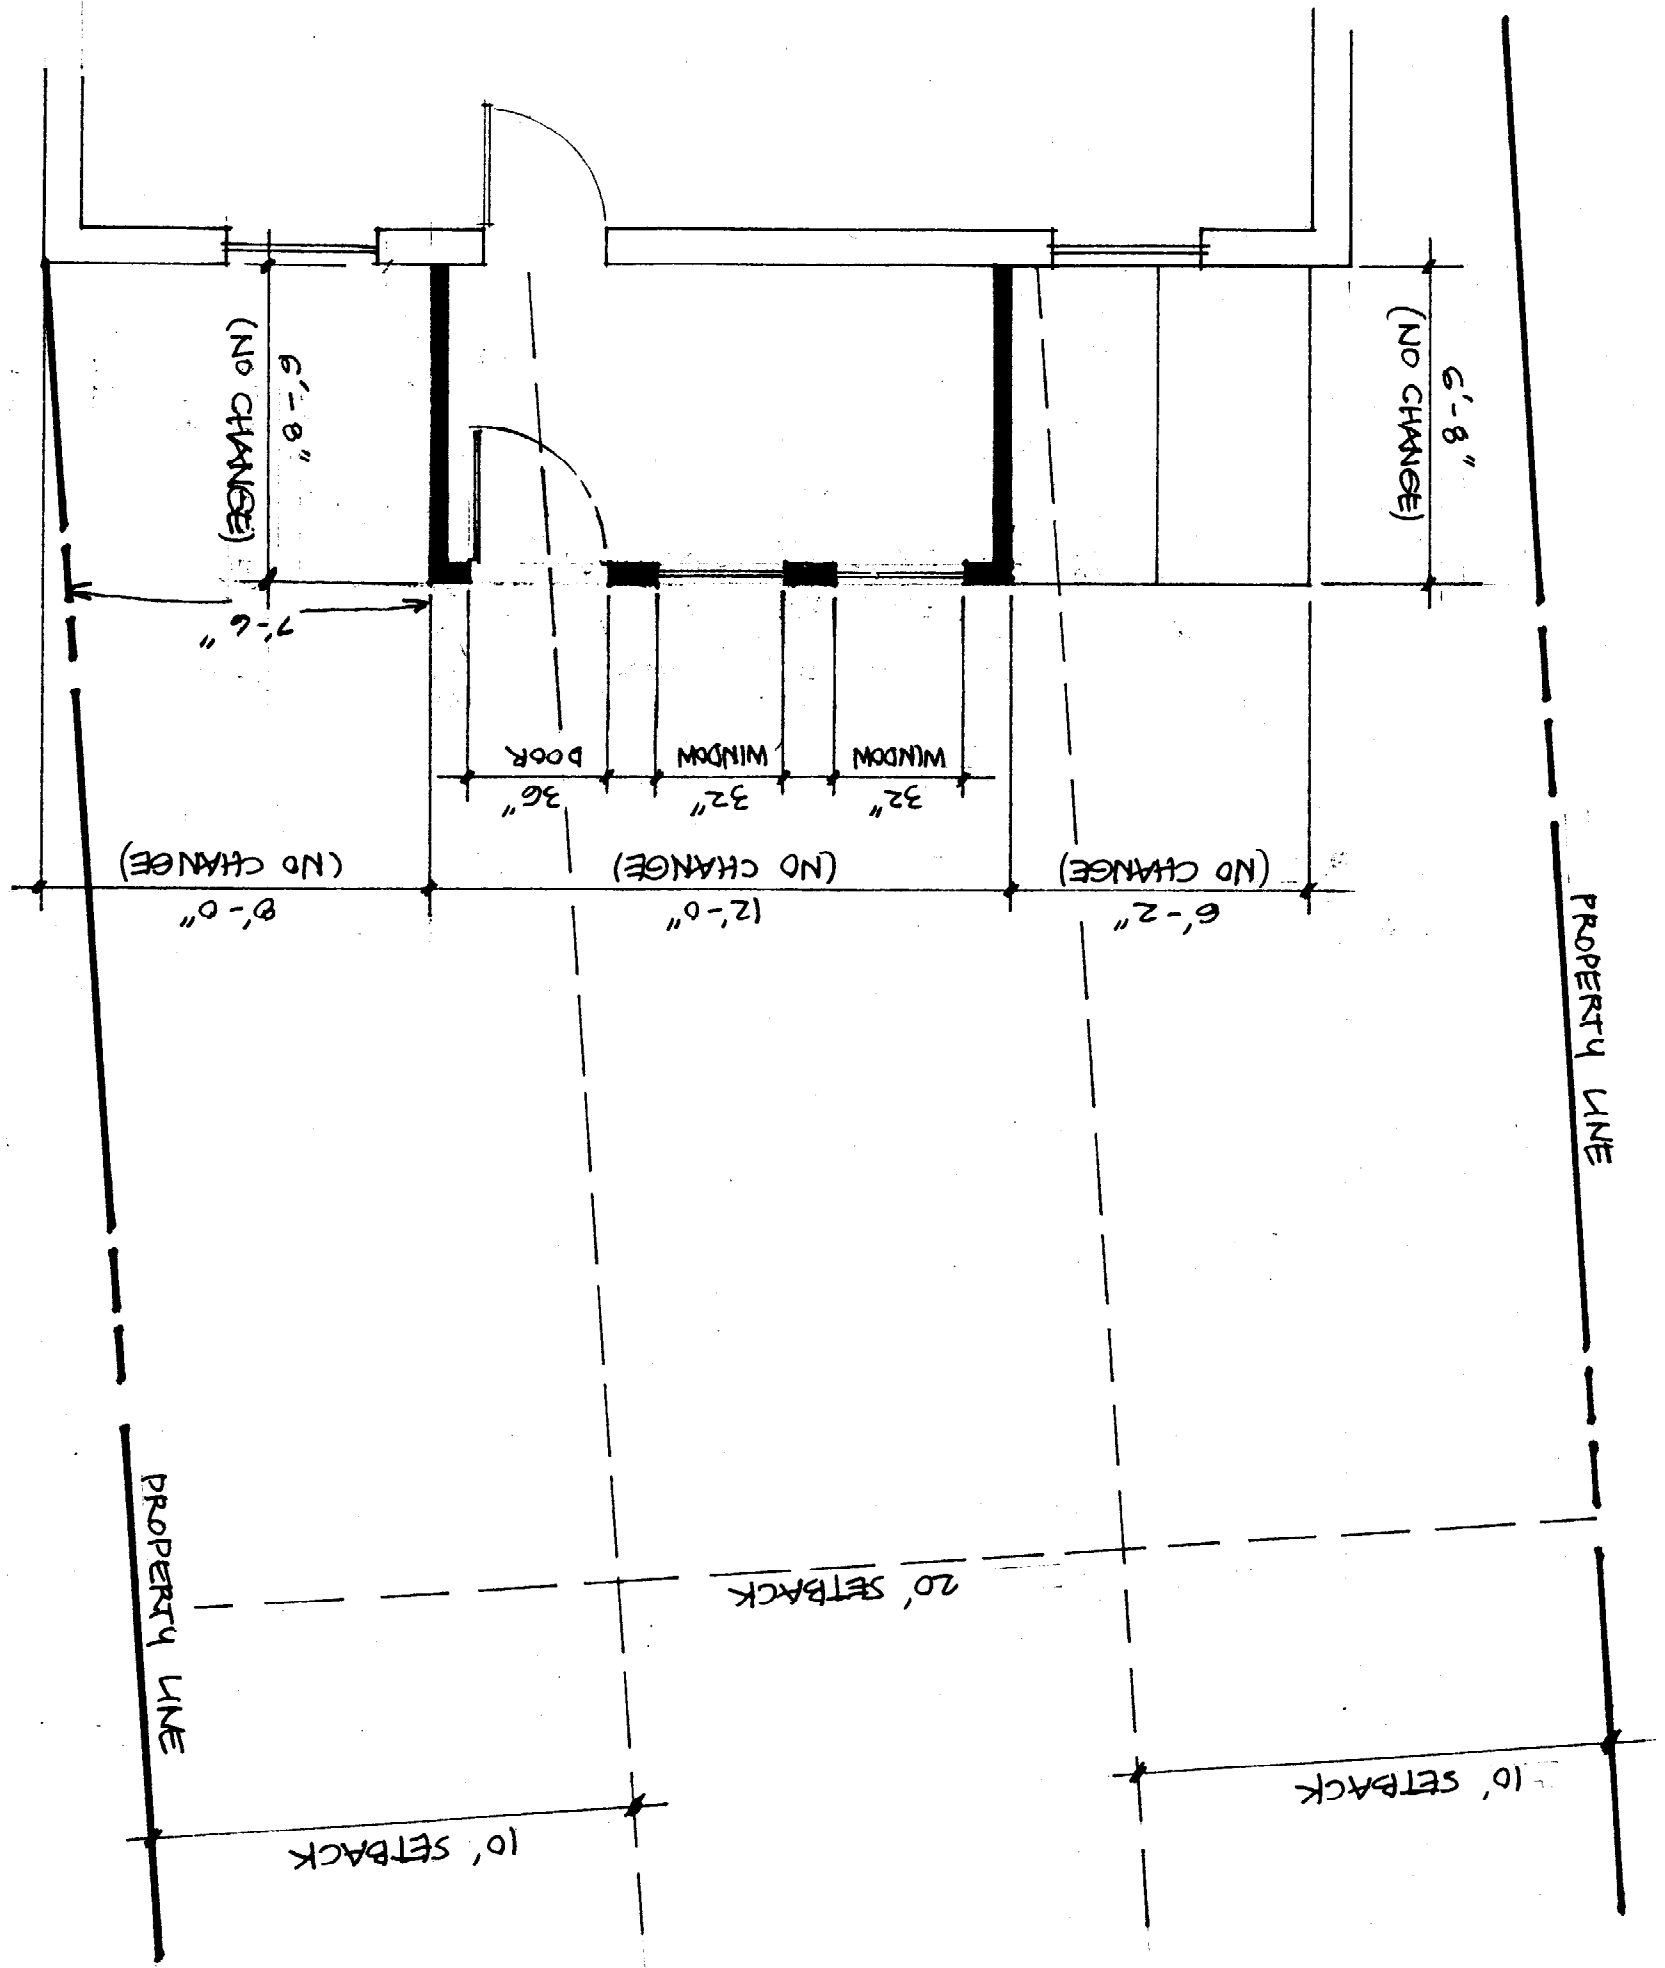 10' SETBACK
10' SETBACK
PROPERTY LINE
20' SETBACK
PROPERTY LINE
6'-2"
(NO CHANGE)
12'-0"
(NO CHANGE)
8'-0"
(NO CHANGE)
32"
WINDOW
32"
WINDOW
36"
DOOR
7'-6"
6'-8"
(NO CHANGE)
6'-8"
(NO CHANGE)